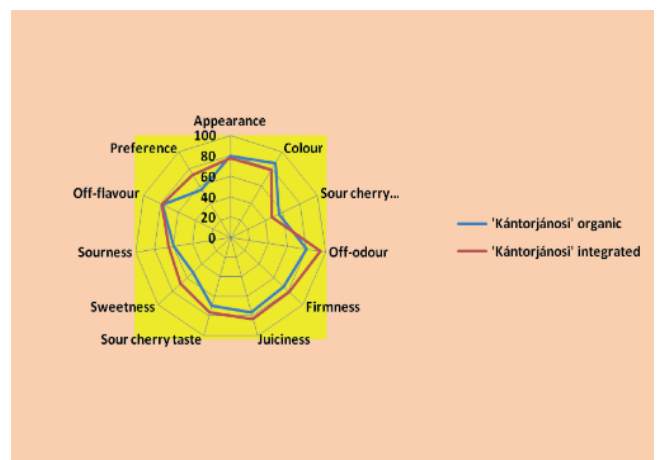 Appearance
100
Preference
80
Colour
60
Off-flavour
40
Sour cherry...
20
0
'Kántorjánosi' organic
Sourness
Off-odour
'Kántorjánosi' integrated
Sweetness
Firmness
Sour cherry taste
Juiciness